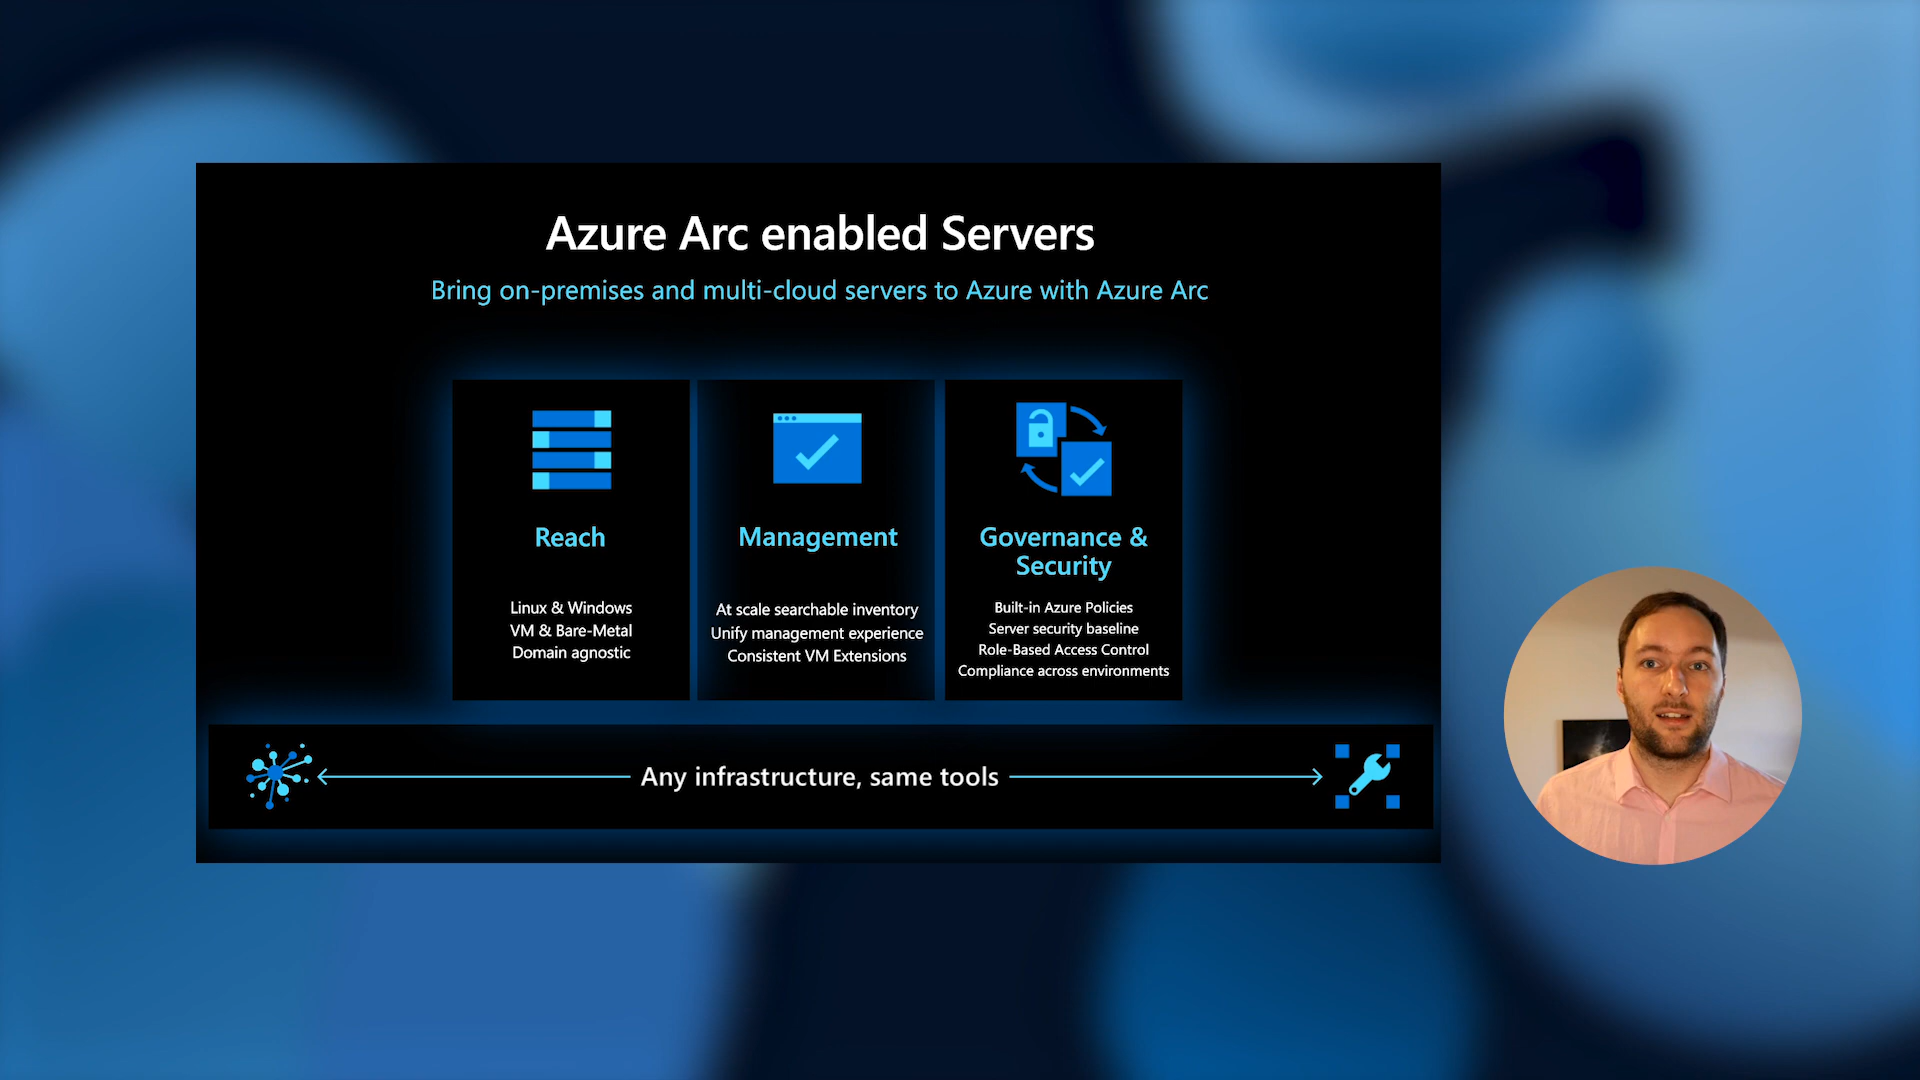 Azure Arc enabled Servers
Bring on-premises and multi-cloud servers to Azure with Azure Arc
Reach
Linux & Windows
VM & Bare-Metal
Domain agnostic
Management
At scale searchable inventory
Unify management experience
Consistent VM Extensions
Governance &
Security
Built-in Azure Policies
Server security baseline
Role-Based Access Control
Compliance across environments
Any infrastructure, same tools